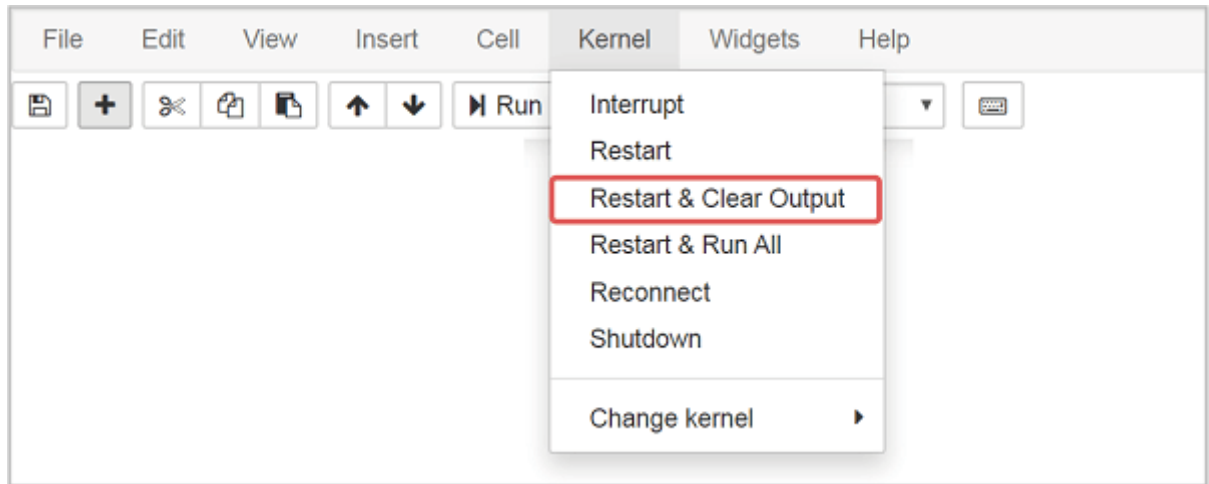 File Edit View Insert Cell Kernel Widgets Help
Run
Interrupt
Restart
Restart & Clear Output
Restart & Run All
Reconnect
Shutdown
Change kernel